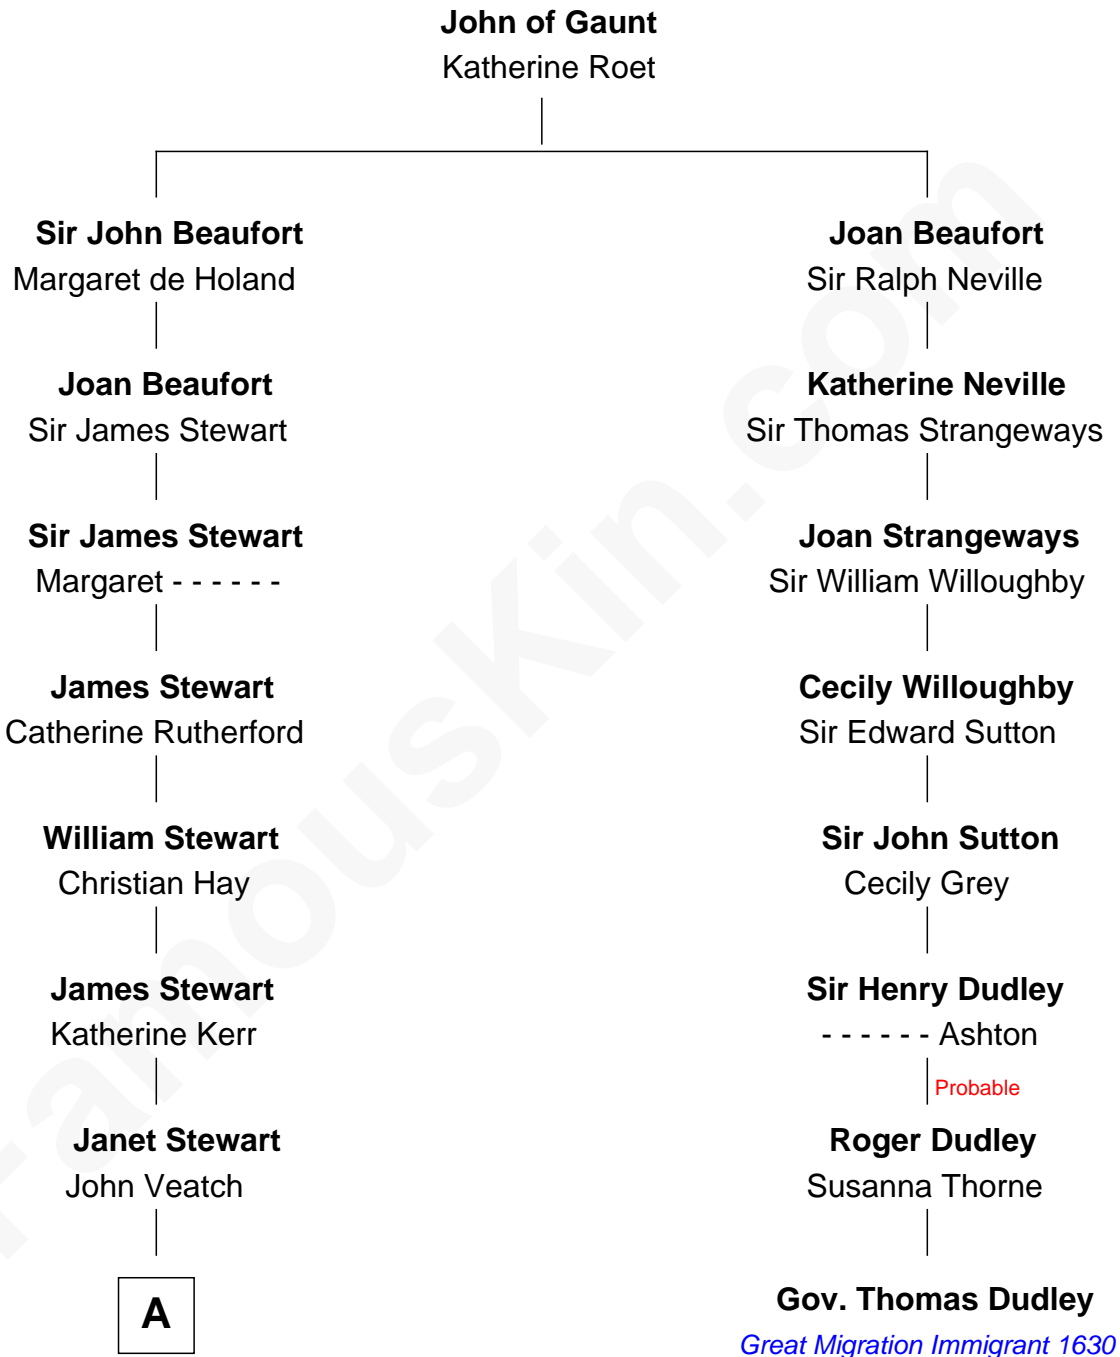 John of Gaunt
Katherine Roet
Sir John Beaufort
Margaret de Holand
Joan Beaufort
Sir James Stewart
Sir James Stewart
Margaret - - - - - -
James Stewart
Catherine Rutherford
William Stewart
Christian Hay
James Stewart
Katherine Kerr
Janet Stewart
John Veatch
A
Joan Beaufort
Sir Ralph Neville
Katherine Neville
Sir Thomas Strangeways
Joan Strangeways
Sir William Willoughby
Cecily Willoughby
Sir Edward Sutton
Sir John Sutton
Cecily Grey
Sir Henry Dudley
- - - - - - Ashton
Probable
Roger Dudley
Susanna Thorne
Gov. Thomas Dudley
Great Migration Immigrant 1630
FamousKin.com